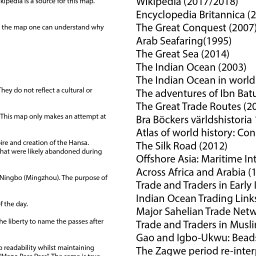 kipedia is a source for this map.
the map one can understand why
They do not reflect a cultural or
This map only makes an attempt at
ire and creation of the Hansa.
hat were likely abandoned during
Ningbo (Mingzhou). The purpose of
of the day.
the liberty to name the passes after
o readability whilst maintaining
Wikipedia (2017/2018)
Encyclopedia Britannica (2
The Great Conquest (2007)
Arab Seafaring(1995)
The Great Sea (2014)
The Indian Ocean (2003)
The Indian Ocean in world
The adventures of Ibn Batu
The Great Trade Routes (20
Bra Böckers världshistoria
Atlas of world history: Con
The Silk Road (2012)
Offshore Asia: Maritime Int
Across Africa and Arabia (1
Trade and Traders in Early I
Indian Ocean Trading Links
Major Sahelian Trade Netw
Trade and Traders in Muslin
Gao and Igbo-Ukwu: Beads
The Zagwe period re-interp